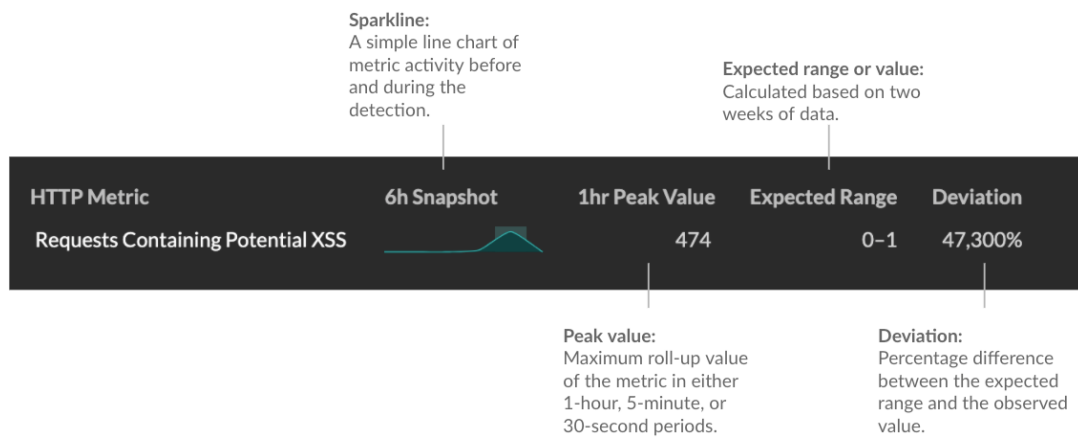 Sparkline:
A simple line chart of
metric activity before
and during the
detection.
Expected range or value:
Calculated based on two
weeks of data.
HTTP Metric 6h Snapshot 1hr Peak Value Expected Range Deviation
Requests Containing Potential XSS 474 0–1 47,300%
Peak value:
Maximum roll-up value
of the metric in either
1-hour, 5-minute, or
30-second periods.
Deviation:
Percentage difference
between the expected
range and the observed
value.